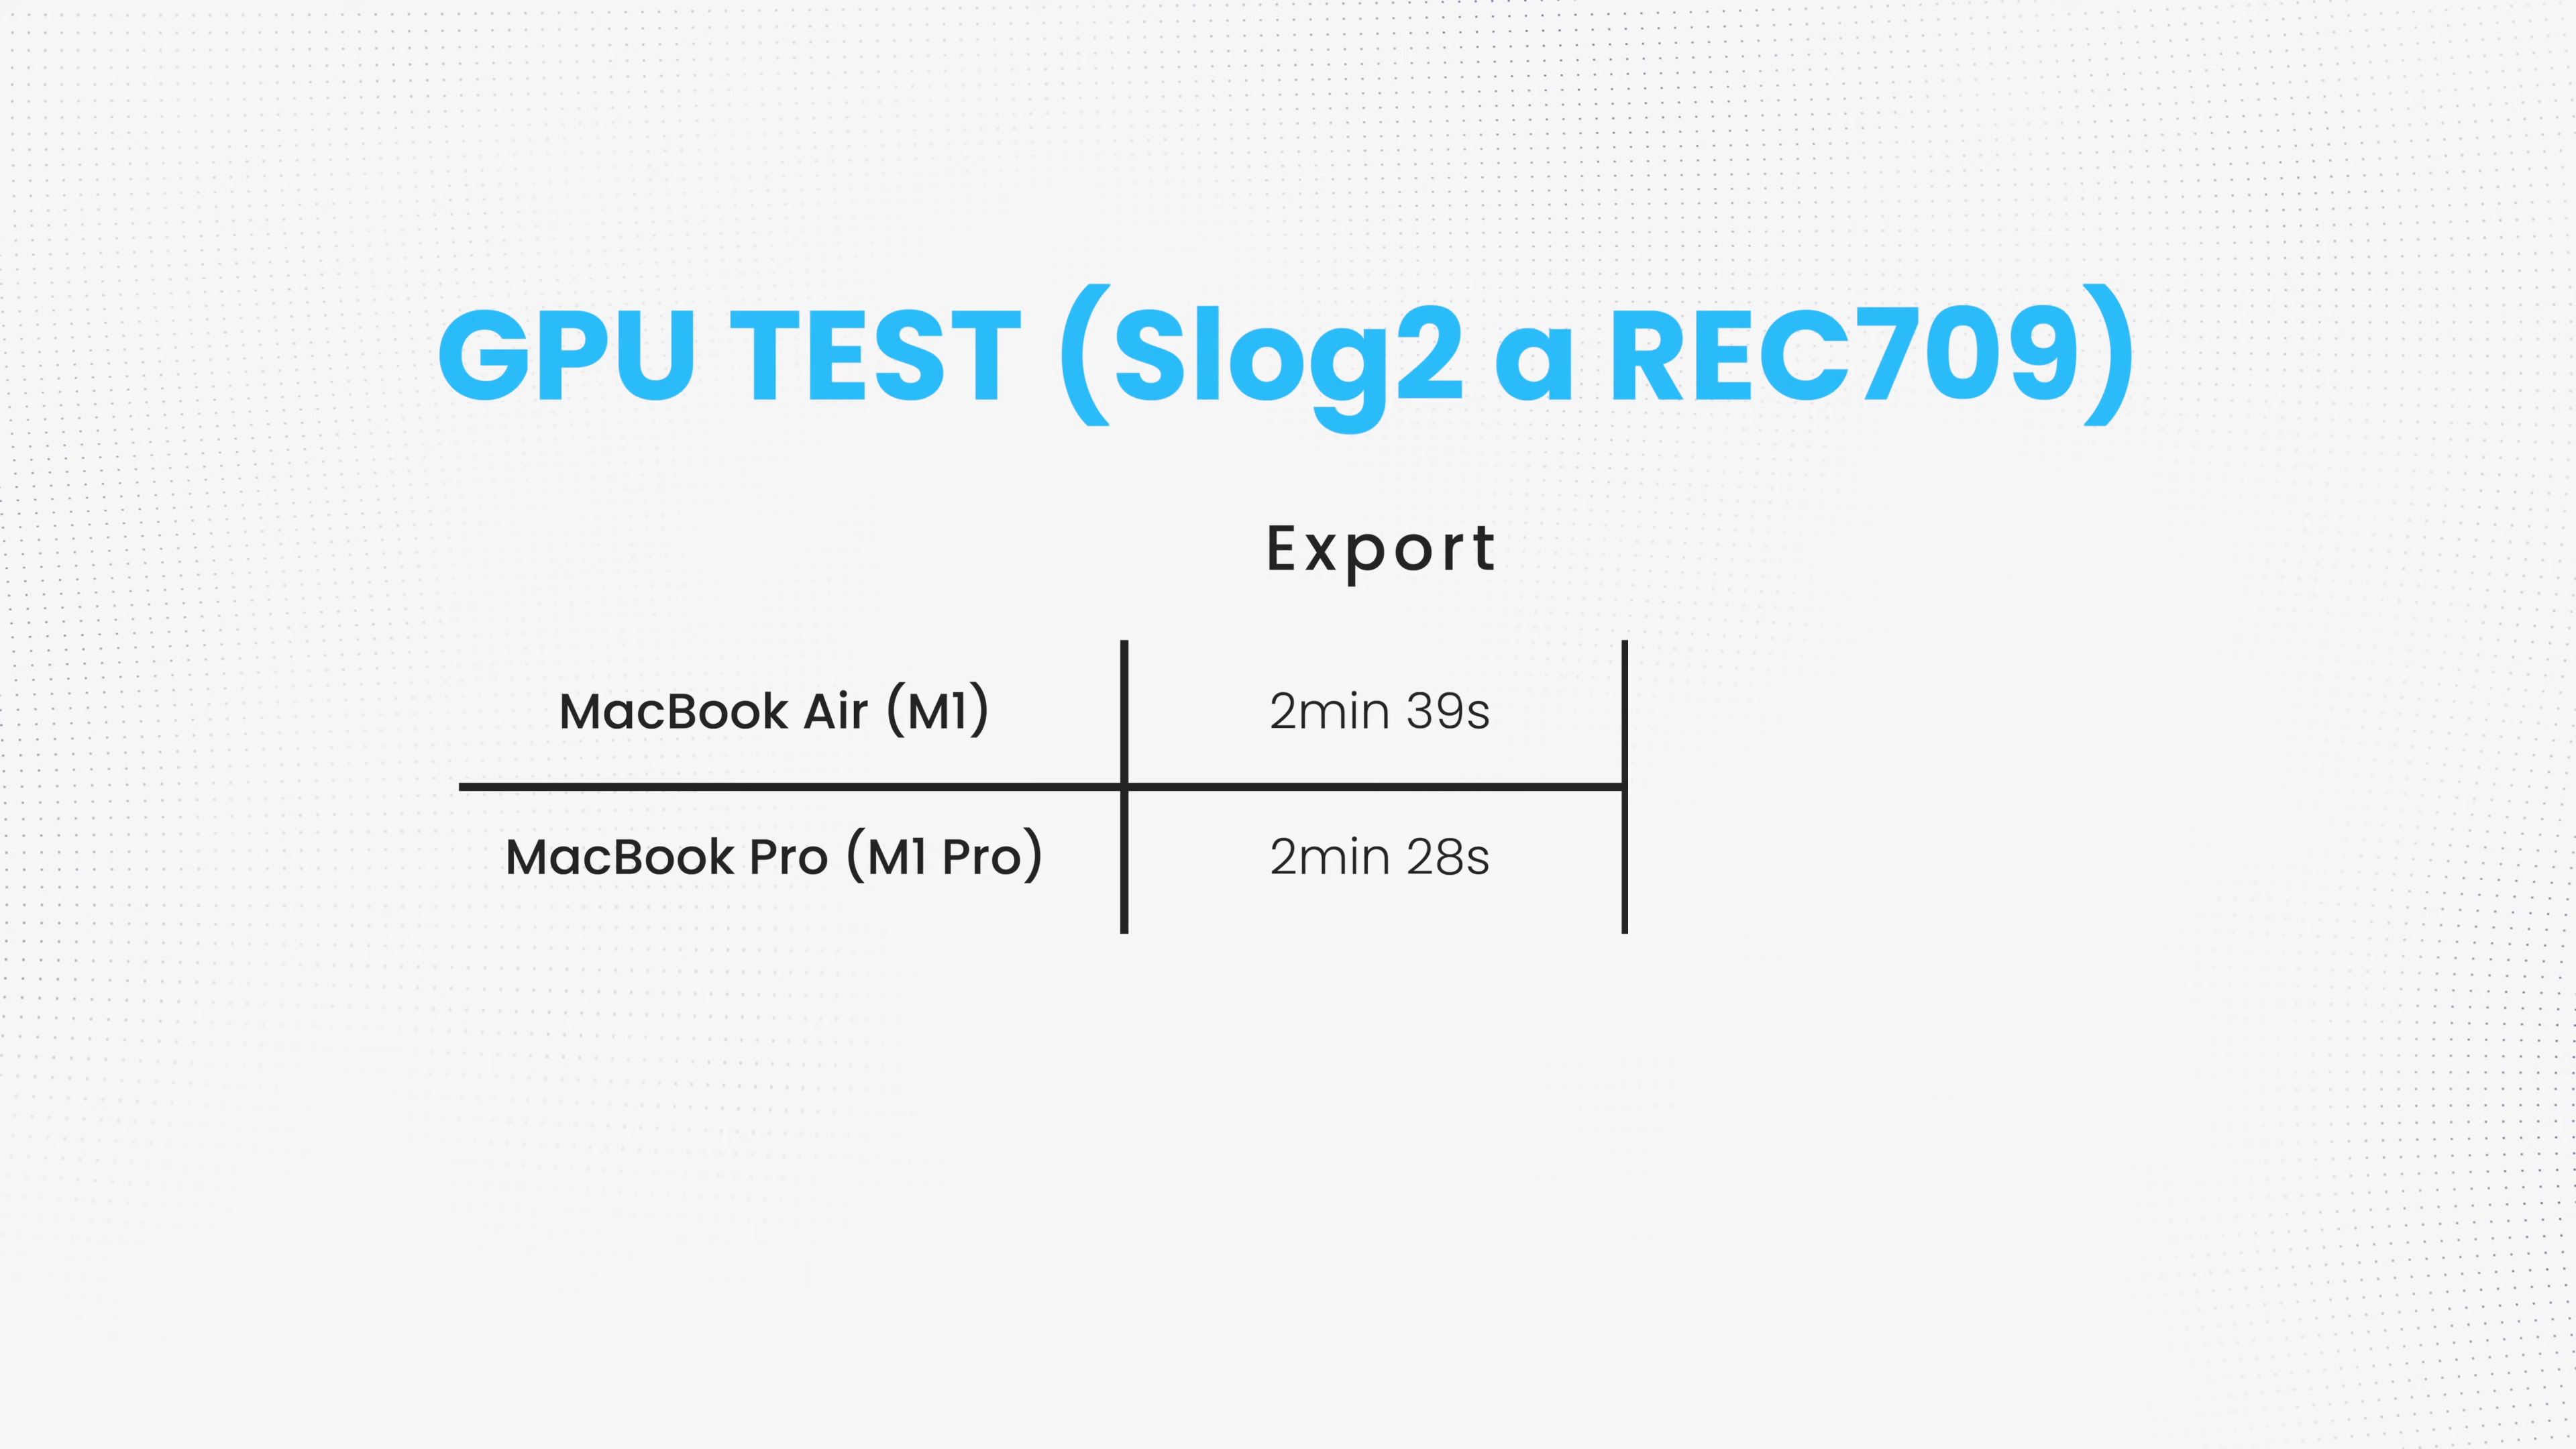 GPU TEST (Slog2 a REC709)
Export
MacBook Air (M1) 2min 39s
MacBook Pro (M1 Pro) 2min 28s